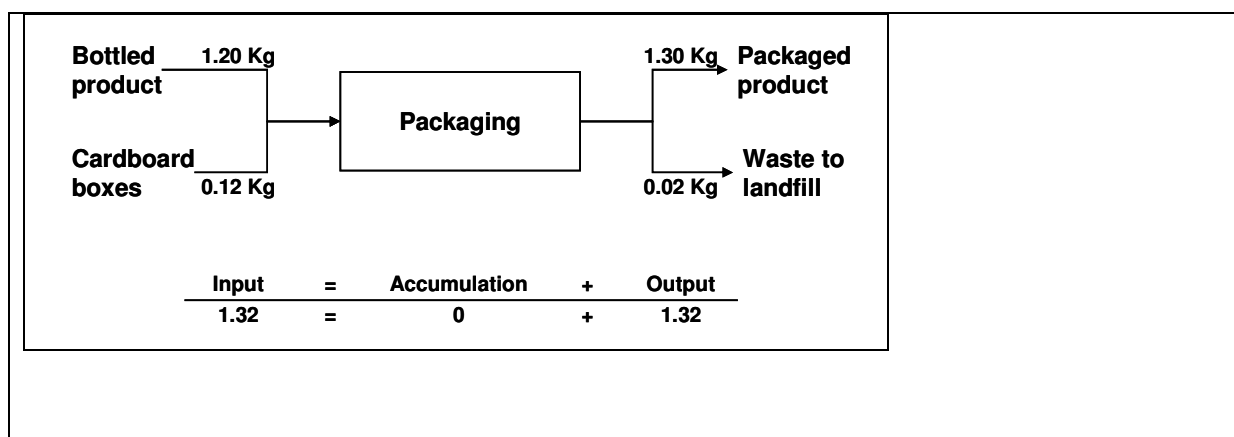 Bottled 1.20 Kg
product
Cardboard
boxes 0.12 Kg
Packaging
1.30 Kg Packaged
product
Waste to
0.02 Kg landfill
Input = Accumulation + Output
1.32 = 0 + 1.32